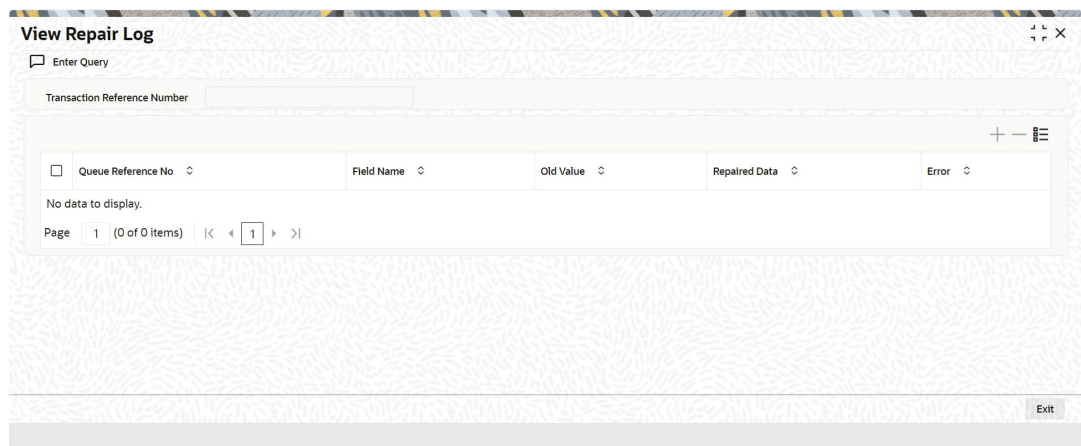 View Repair Log
Enter Query
Transaction Reference Number
Queue Reference No Field Name Old Value Repaired Data Error
No data to display.
Page 1 (0 of 0 items) 1
Exit